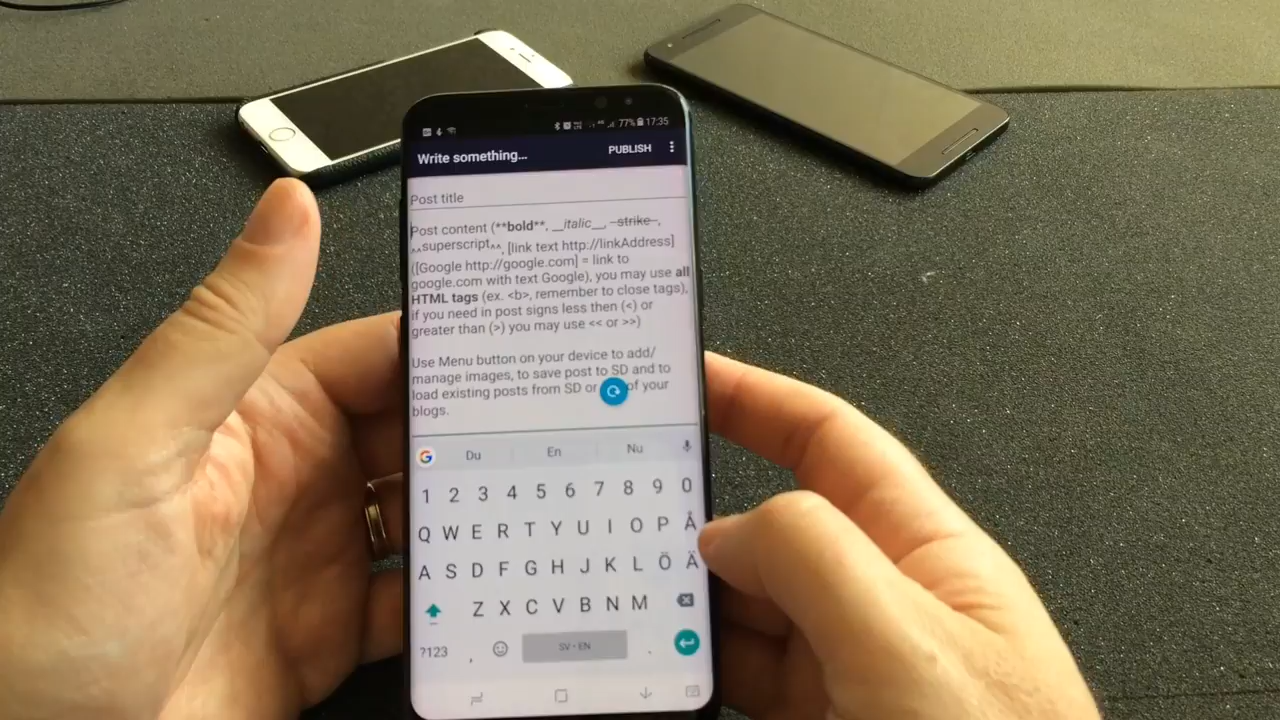 77% 17:35
Write something... PUBLISH
Post title
Post content (**bold**, __italic__, --strike--,
^^superscript^^, [link text http://linkAddress]
([Google http://google.com] = link to
google.com with text Google), you may use all
HTML tags (ex. <b>, remember to close tags),
if you need in post signs less then (<) or
greater than (>) you may use << or >>)
Use Menu button on your device to add/
manage images, to save post to SD and to
load existing posts from SD or of your
blogs.
G Du En Nu
1 2 3 4 5 6 7 8 9 0
Q W E R T Y U I O P Å
A S D F G H J K L Ö Ä
Z X C V B N M
?123 , SV • EN .